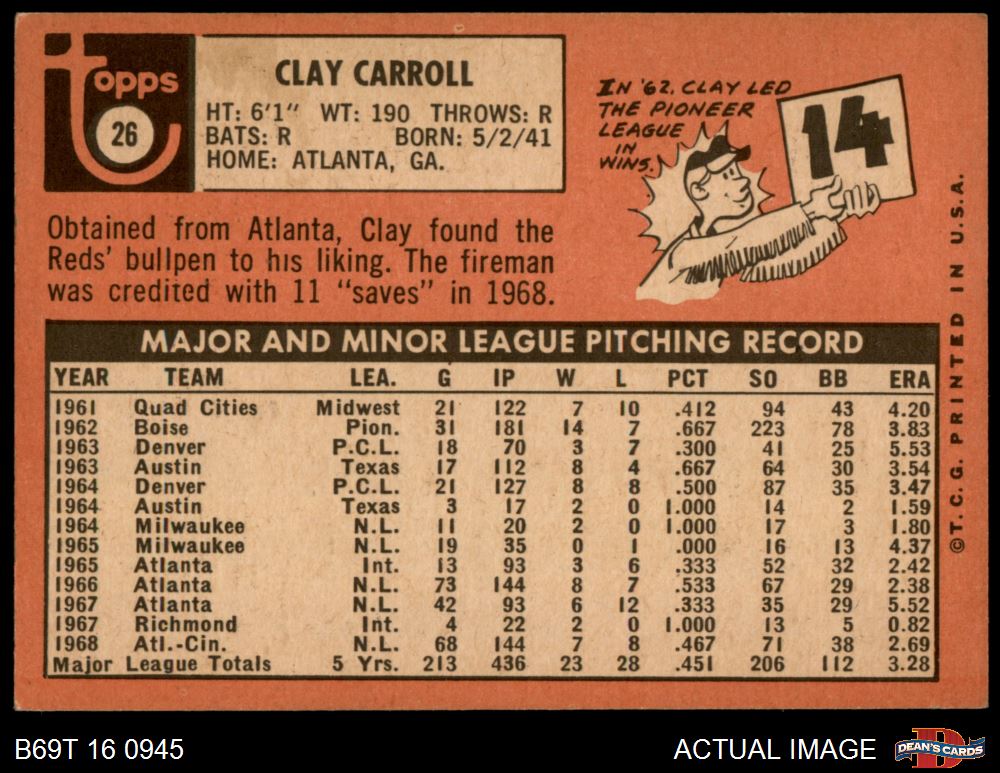 Topps
26
CLAY CARROLL
HT: 6'1" WT: 190 THROWS: R
BATS: R BORN: 5/2/41
HOME: ATLANTA, GA.
IN '62, CLAY LED
THE PIONEER
LEAGUE
IN
WINS.
14
Obtained from Atlanta, Clay found the
Reds' bullpen to his liking. The fireman
was credited with 11 "saves" in 1968.
MAJOR AND MINOR LEAGUE PITCHING RECORD
YEAR TEAM LEA. G IP W L PCT SO BB ERA
1961 Quad Cities Midwest 21 122 7 10 .412 94 43 4.20
1962 Boise Pion. 31 181 14 7 .667 223 78 3.83
1963 Denver P.C.L. 18 70 3 7 .300 41 25 5.53
1963 Austin Texas 17 112 8 4 .667 64 30 3.54
1964 Denver P.C.L. 21 127 8 8 .500 87 35 3.47
1964 Austin Texas 3 17 2 0 1.000 14 2 1.59
1964 Milwaukee N.L. 11 20 2 0 1.000 17 3 1.80
1965 Milwaukee N.L. 19 35 0 1 .000 16 13 4.37
1965 Atlanta Int. 13 93 3 6 .333 52 32 2.42
1966 Atlanta N.L. 73 144 8 7 .533 67 29 2.38
1967 Atlanta N.L. 42 93 6 12 .333 35 29 5.52
1967 Richmond Int. 4 22 2 0 1.000 13 5 0.82
1968 Atl.-Cin. N.L. 68 144 7 8 .467 71 38 2.69
Major League Totals 5 Yrs. 213 436 23 28 .451 206 112 3.28
©T.C.G. PRINTED IN U.S.A.
B69T 16 0945
ACTUAL IMAGE
D
DEAN'S CARDS